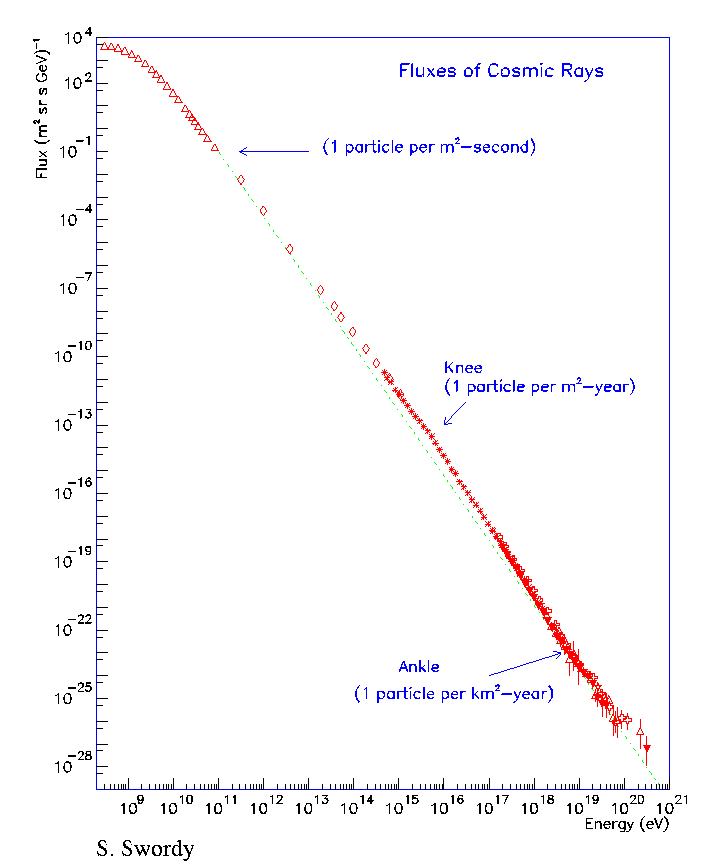 Fluxes of Cosmic Rays
Flux (m² sr s GeV)⁻¹
10⁴
10²
10⁻¹
10⁻⁴
10⁻⁷
10⁻¹⁰
10⁻¹³
10⁻¹⁶
10⁻¹⁹
10⁻²²
10⁻²⁵
10⁻²⁸
(1 particle per m²−second)
Knee
(1 particle per m²−year)
Ankle
(1 particle per km²−year)
10⁹ 10¹⁰ 10¹¹ 10¹² 10¹³ 10¹⁴ 10¹⁵ 10¹⁶ 10¹⁷ 10¹⁸ 10¹⁹ 10²⁰ 10²¹
Energy (eV)
S. Swordy